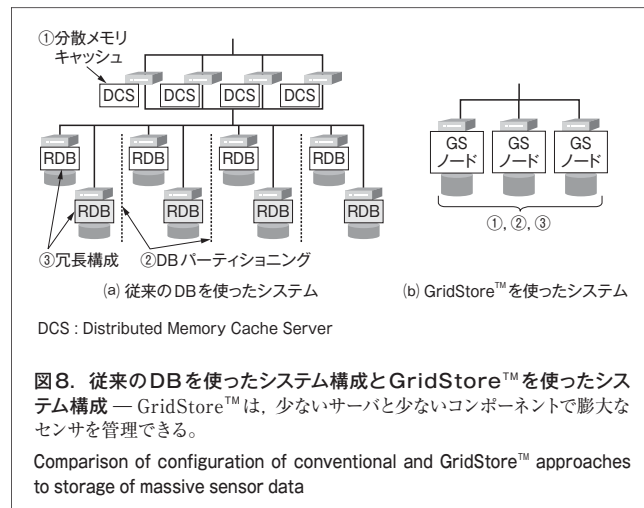 ①分散メモリ
キャッシュ
DCS DCS DCS DCS
RDB RDB RDB RDB
RDB RDB RDB RDB
③冗長構成 ②DBパーティショニング
(a) 従来のDBを使ったシステム
GS
ノード
GS
ノード
GS
ノード
①, ②, ③
(b) GridStore™を使ったシステム
DCS : Distributed Memory Cache Server
図8. 従来のDBを使ったシステム構成とGridStore™を使ったシス
テム構成 — GridStore™は, 少ないサーバと少ないコンポーネントで膨大な
センサを管理できる。
Comparison of configuration of conventional and GridStore™ approaches
to storage of massive sensor data